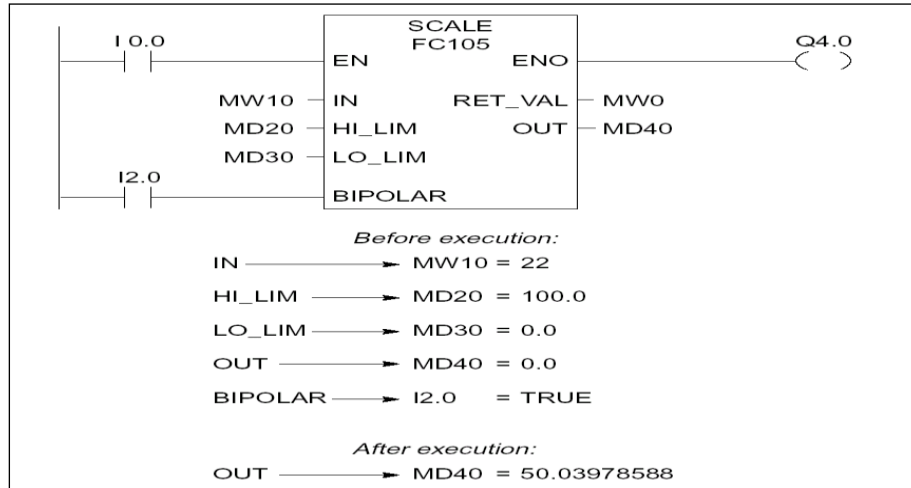 SCALE
FC105
I 0.0
Q4.0
EN ENO
MW10 IN RET_VAL MW0
MD20 HI_LIM OUT MD40
MD30 LO_LIM
I2.0
BIPOLAR
Before execution:
IN MW10 = 22
HI_LIM MD20 = 100.0
LO_LIM MD30 = 0.0
OUT MD40 = 0.0
BIPOLAR I2.0 = TRUE
After execution:
OUT MD40 = 50.03978588